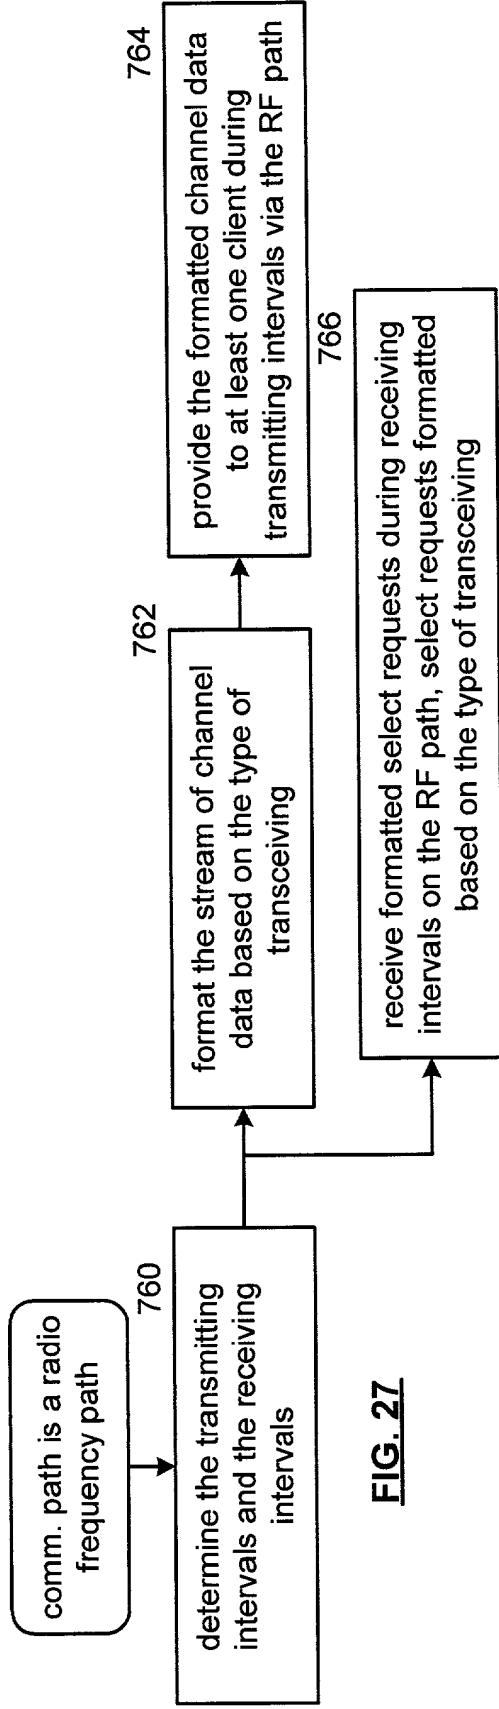 comm. path is a radio
frequency path
760
determine the transmitting
intervals and the receiving
intervals
762
format the stream of channel
data based on the type of
transceiving
764
provide the formatted channel data
to at least one client during
transmitting intervals via the RF path
766
receive formatted select requests during receiving
intervals on the RF path, select requests formatted
based on the type of transceiving
FIG. 27